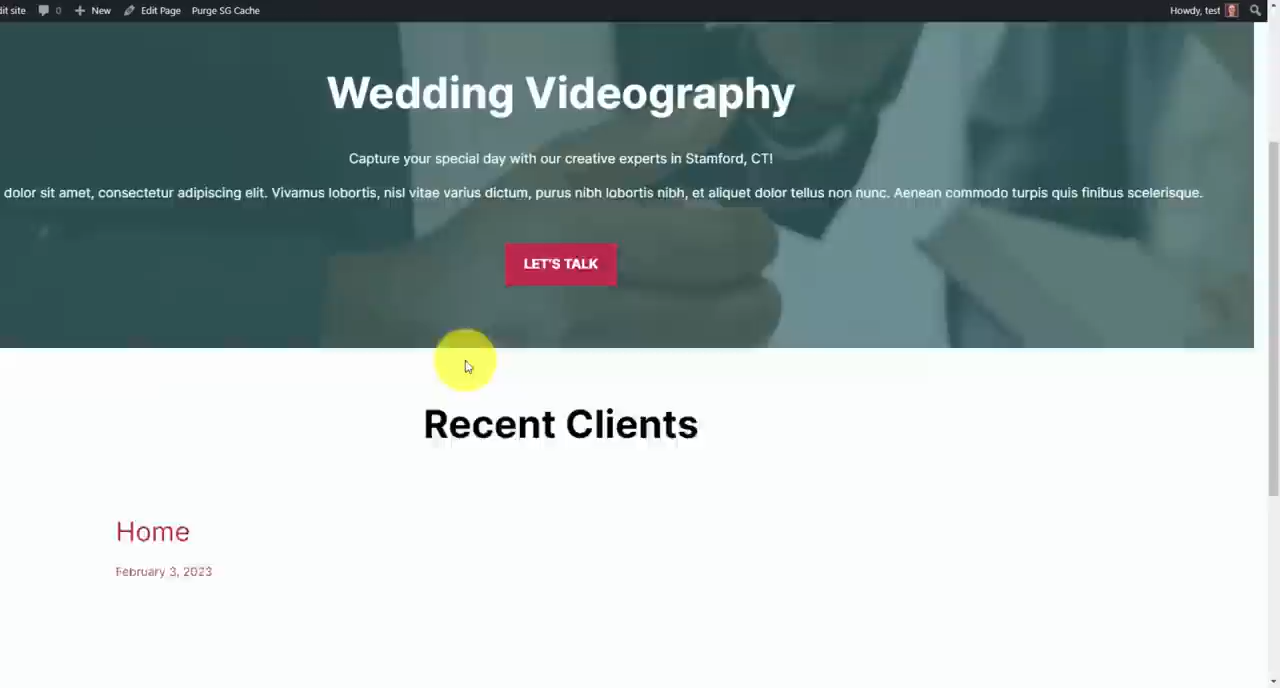 dit site 0 New Edit Page Purge SG Cache Howdy, test
Wedding Videography
Capture your special day with our creative experts in Stamford, CT!
dolor sit amet, consectetur adipiscing elit. Vivamus lobortis, nisl vitae varius dictum, purus nibh lobortis nibh, et aliquet dolor tellus non nunc. Aenean commodo turpis quis finibus scelerisque.
LET'S TALK
Recent Clients
Home
February 3, 2023